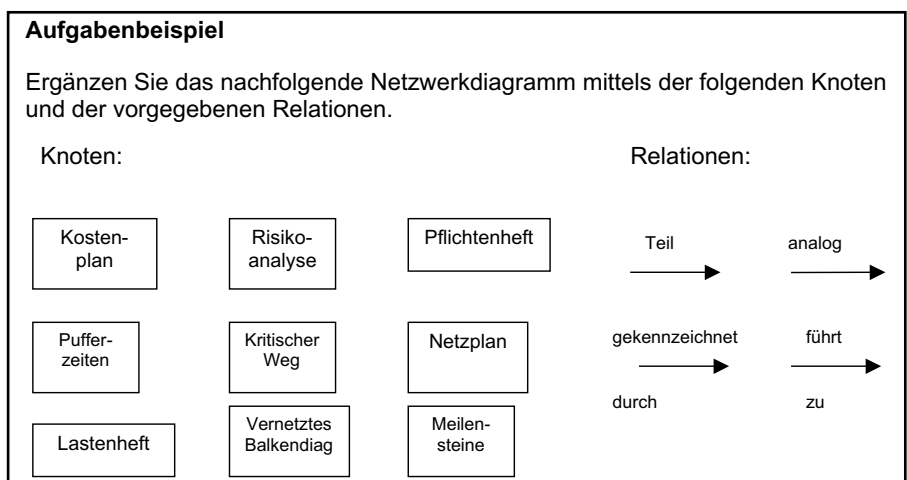 Aufgabenbeispiel
Ergänzen Sie das nachfolgende Netzwerkdiagramm mittels der folgenden Knoten
und der vorgegebenen Relationen.
Knoten:
Relationen:
Kosten-
plan
Risiko-
analyse
Pflichtenheft
Teil
analog
Puffer-
zeiten
Kritischer
Weg
Netzplan
gekennzeichnet
durch
führt
zu
Lastenheft
Vernetztes
Balkendiag
Meilen-
steine